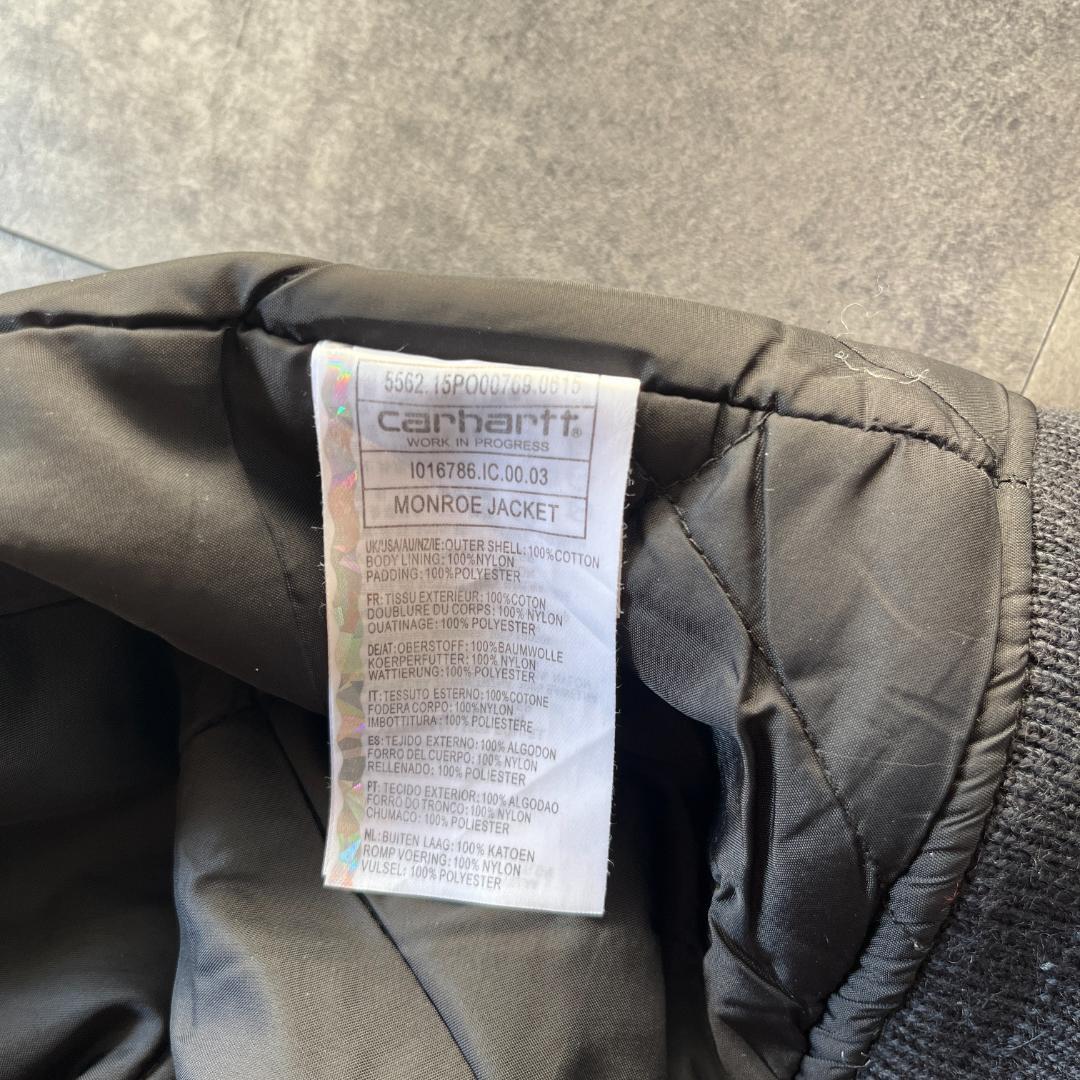 5562.15PO00769.0615
carhartt®
WORK IN PROGRESS
I016786.IC.00.03
MONROE JACKET
UK/USA/AU/NZ/IE:OUTER SHELL:100%COTTON
BODY LINING:100%NYLON
PADDING:100%POLYESTER
FR:TISSU EXTERIEUR:100%COTON
DOUBLURE DU CORPS:100% NYLON
OUATINAGE:100% POLYESTER
DE/AT:OBERSTOFF:100%BAUMWOLLE
KOERPERFUTTER:100% NYLON
WATTIERUNG:100% POLYESTER
IT:TESSUTO ESTERNO:100%COTONE
FODERA CORPO:100%NYLON
IMBOTTITURA:100% POLIESTERE
ES:TEJIDO EXTERNO:100% ALGODON
FORRO DEL CUERPO:100% NYLON
RELLENADO:100% POLIESTER
PT:TECIDO EXTERIOR:100% ALGODAO
FORRO DO TRONCO:100% NYLON
CHUMACO:100% POLIESTER
NL:BUITEN LAAG:100% KATOEN
ROMP VOERING:100% NYLON
VULSEL:100% POLYESTER